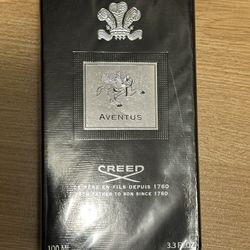 AVENTUS
CREED
DE PÈRE EN FILS DEPUIS 1760
FROM FATHER TO SON SINCE 1760
100 ML
3.3 FL.OZ